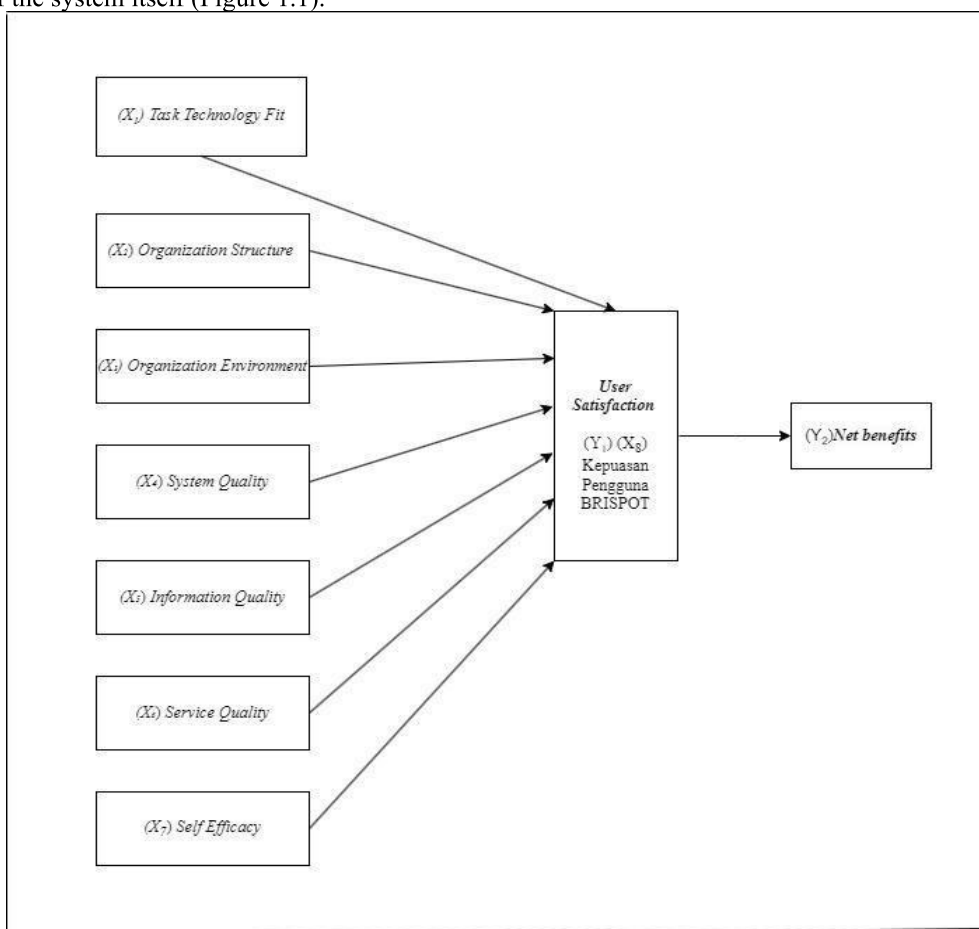 the system itself (Figure 1.1).
(X₁) Task Technology Fit
(X₂) Organization Structure
(X₃) Organization Environment
(X₄) System Quality
(X₅) Information Quality
(X₆) Service Quality
(X₇) Self Efficacy
User
Satisfaction
(Y₁) (X₈)
Kepuasan
Pengguna
BRISPOT
(Y₂)Net benefits